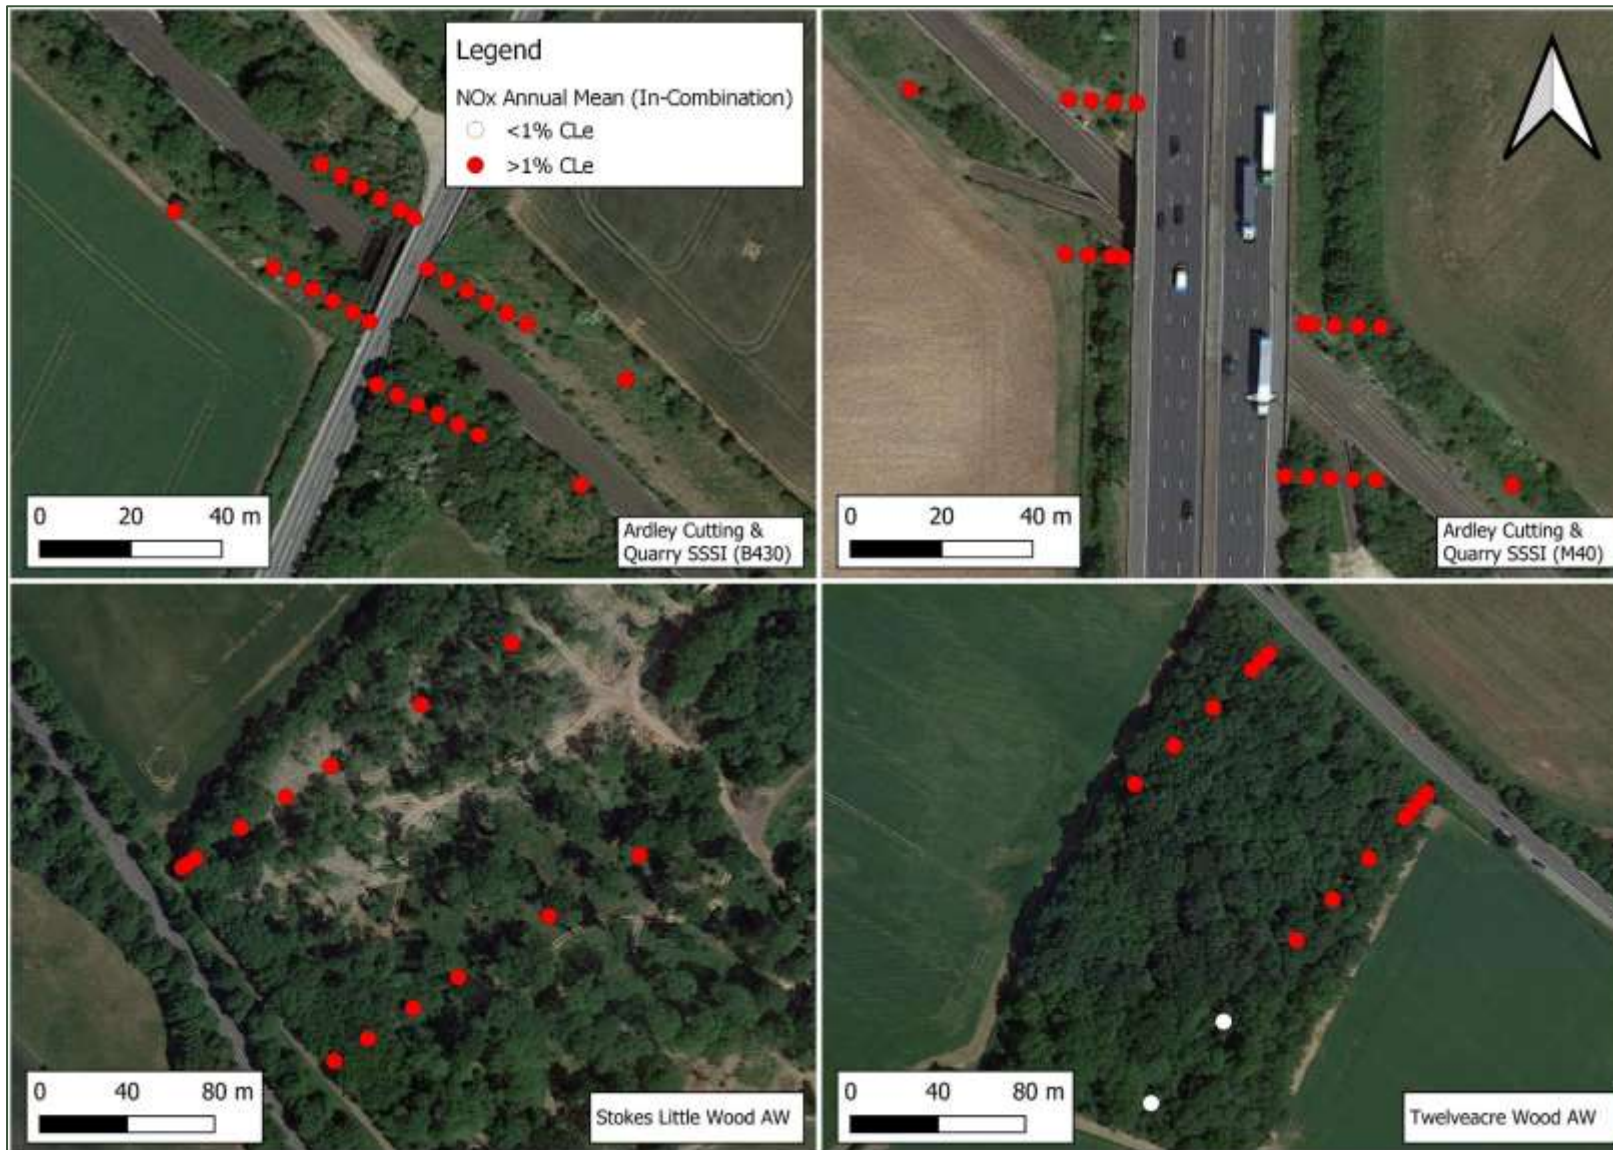 Legend
NOx Annual Mean (In-Combination)
<1% CLe
>1% CLe
0 20 40 m
Ardley Cutting &
Quarry SSSI (B430)
0 20 40 m
Ardley Cutting &
Quarry SSSI (M40)
0 40 80 m
Stokes Little Wood AW
0 40 80 m
Twelveacre Wood AW